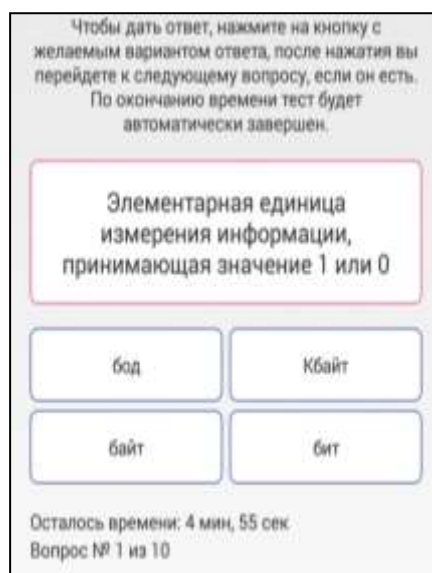 Чтобы дать ответ, нажмите на кнопку с
желаемым вариантом ответа, после нажатия вы
перейдете к следующему вопросу, если он есть.
По окончанию времени тест будет
автоматически завершен.
Элементарная единица
измерения информации,
принимающая значение 1 или 0
бод
Кбайт
байт
бит
Осталось времени: 4 мин, 55 сек
Вопрос № 1 из 10